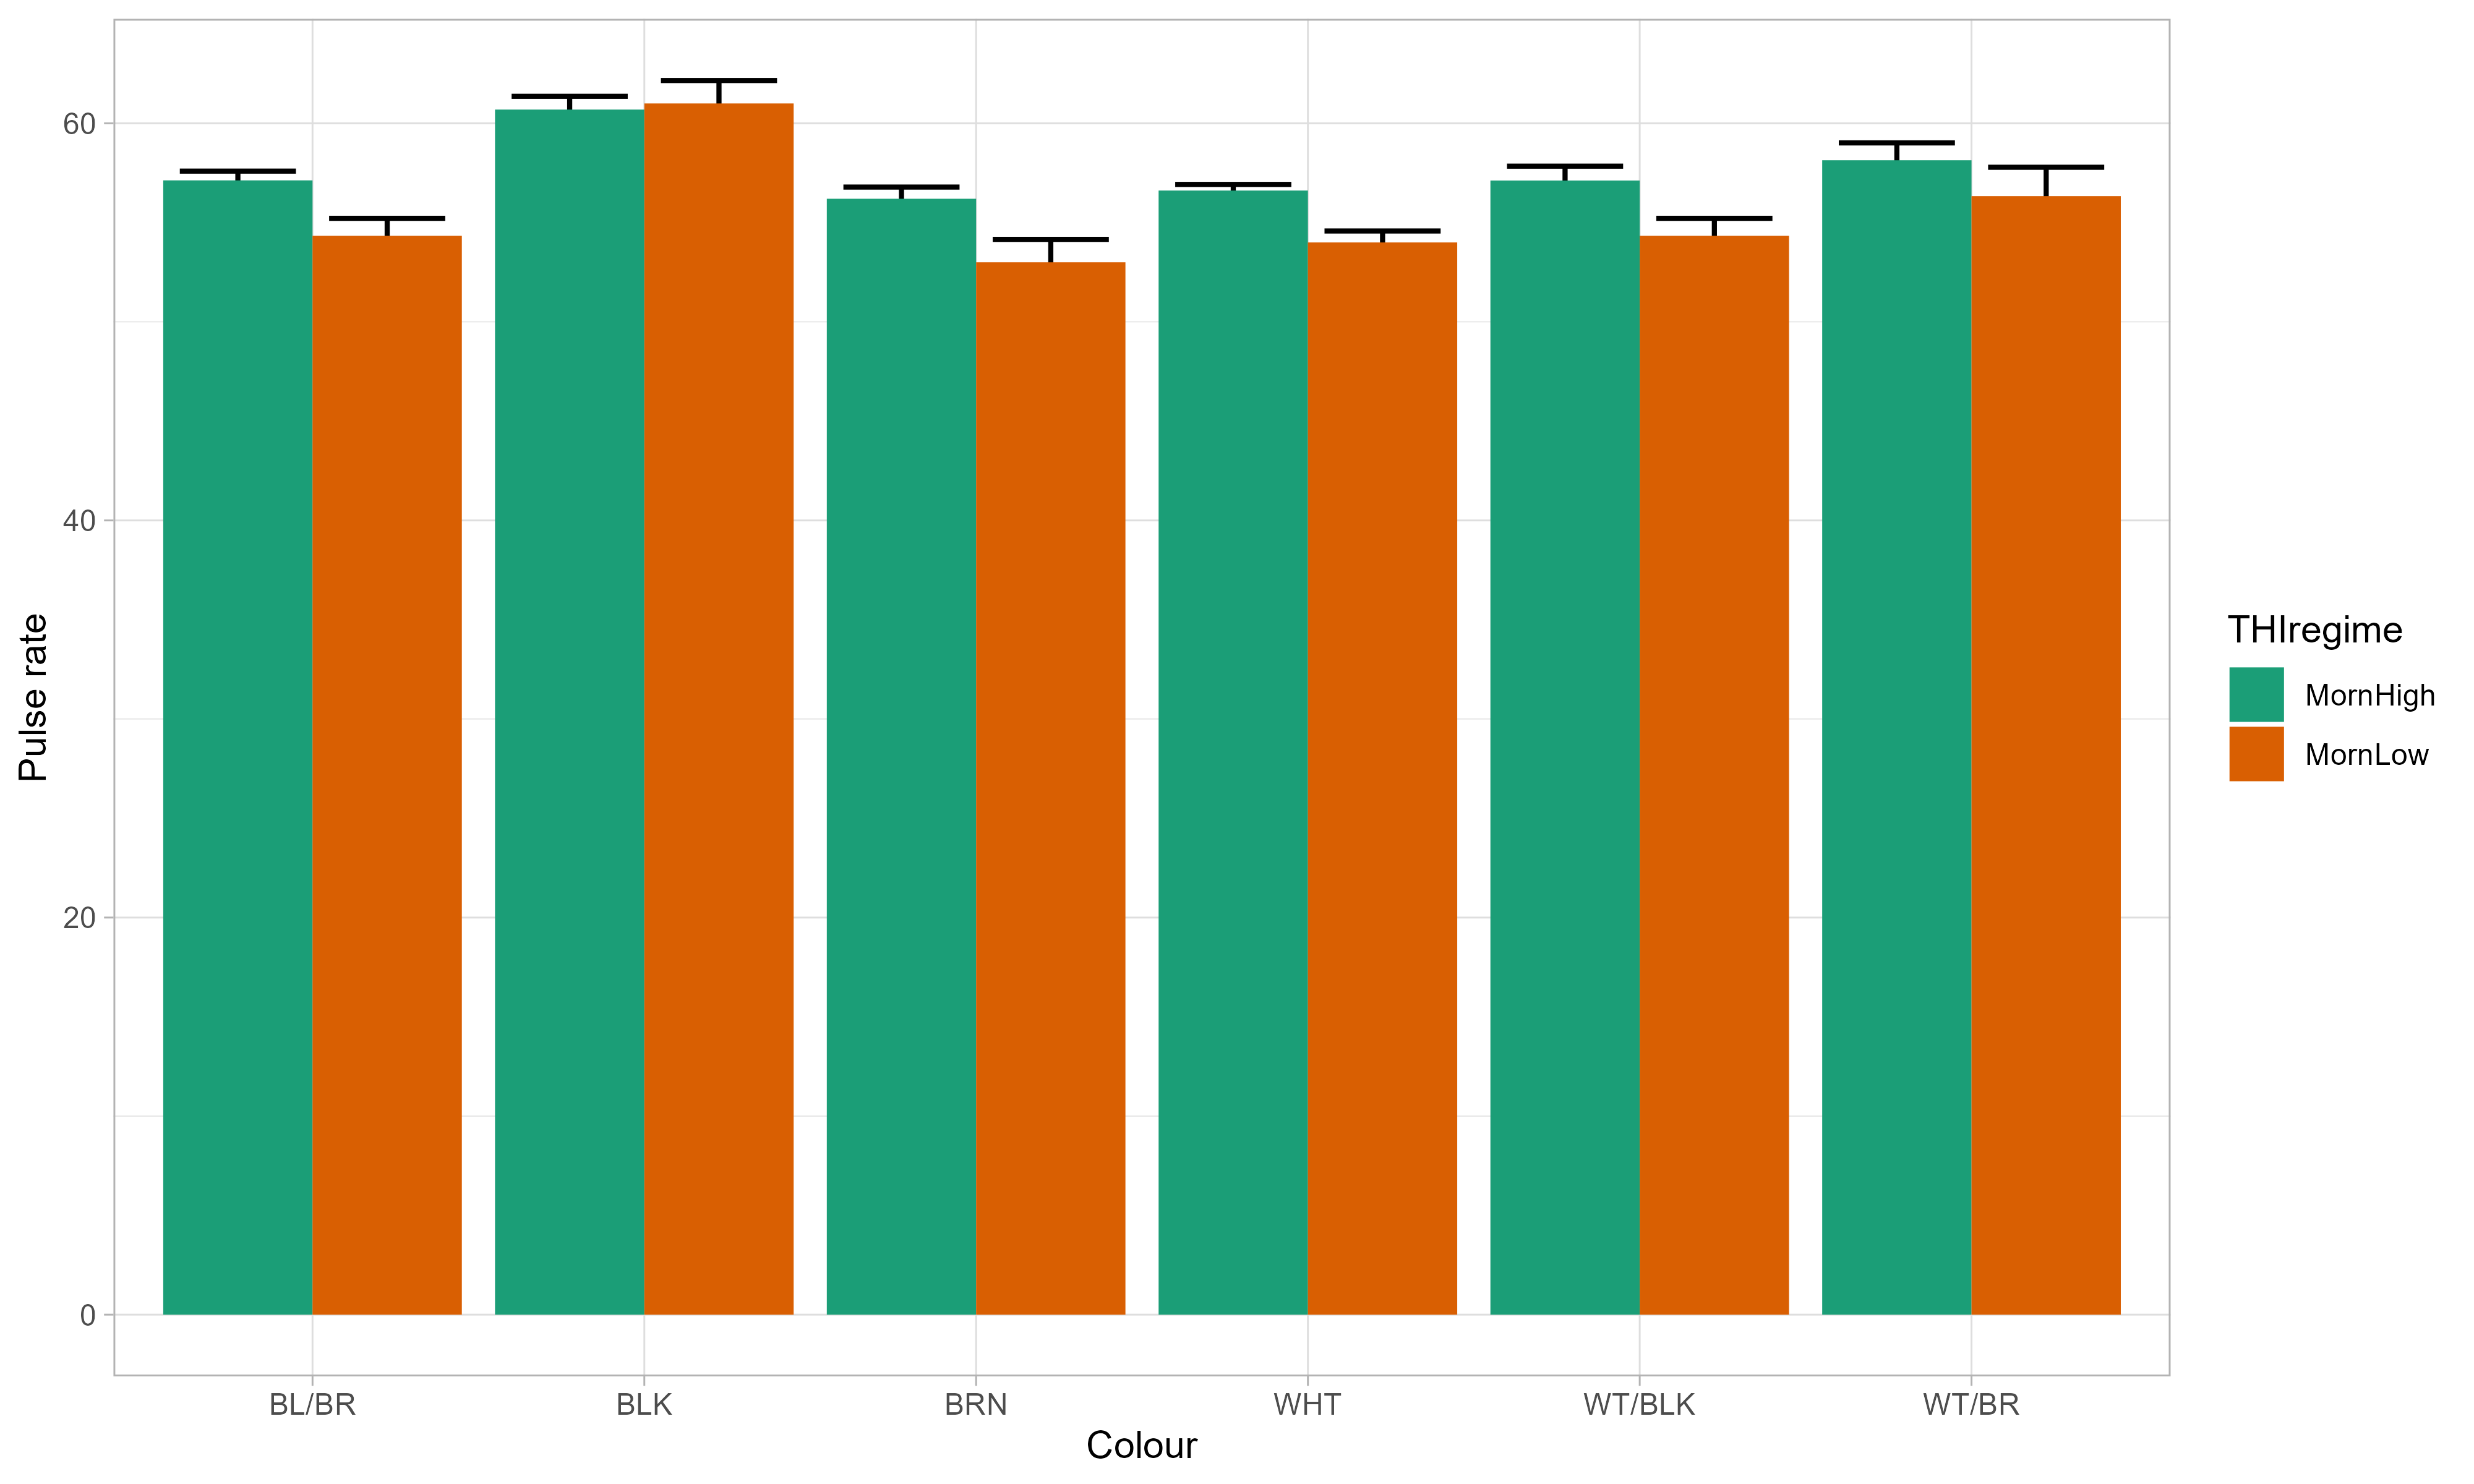 60
40
20
0
Pulse rate
BL/BR
BLK
BRN
WHT
WT/BLK
WT/BR
Colour
THIregime
MornHigh
MornLow